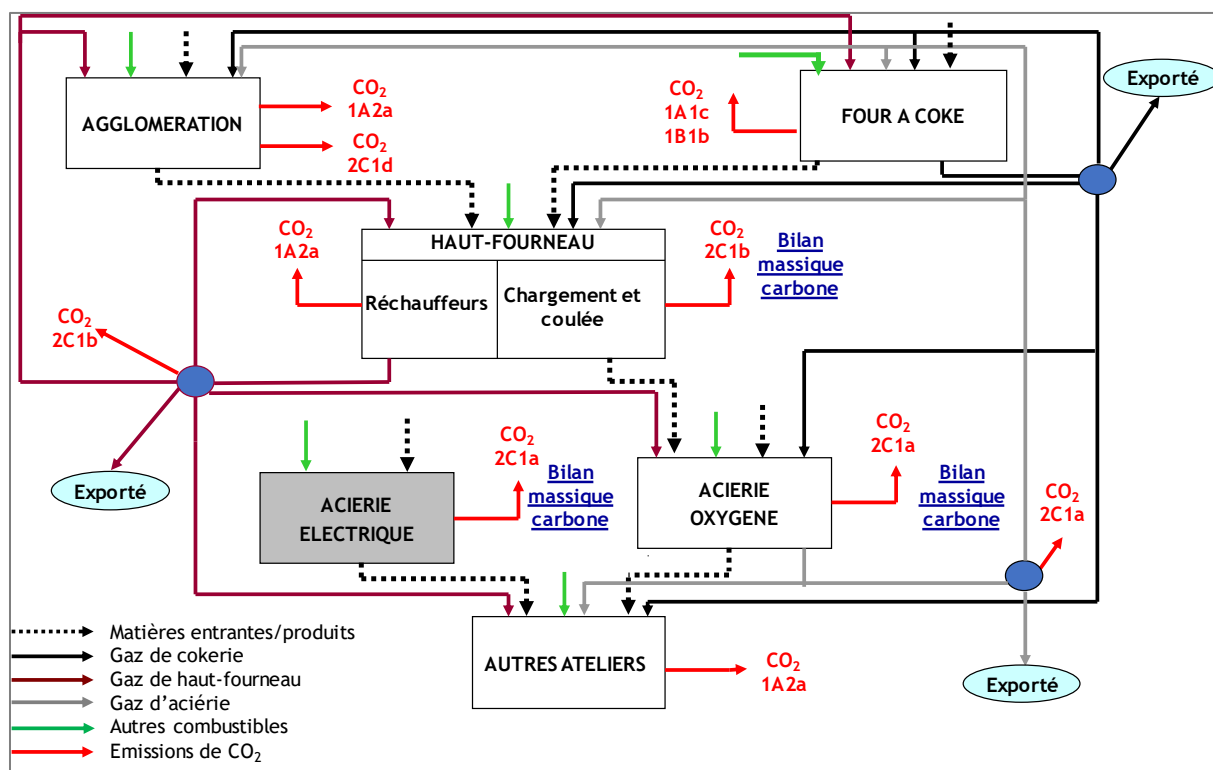 AGGLOMERATION
CO₂
1A2a
CO₂
2C1d
CO₂
1A1c
1B1b
FOUR A COKE
Exporté
HAUT-FOURNEAU
Réchauffeurs
Chargement et
coulée
CO₂
1A2a
CO₂
2C1b
Bilan
massique
carbone
CO₂
2C1b
Exporté
ACIERIE
ELECTRIQUE
CO₂
2C1a
Bilan
massique
carbone
ACIERIE
OXYGENE
CO₂
2C1a
Bilan
massique
carbone
CO₂
2C1a
Exporté
AUTRES ATELIERS
CO₂
1A2a
Matières entrantes/produits
Gaz de cokerie
Gaz de haut-fourneau
Gaz d’aciérie
Autres combustibles
Emissions de CO₂